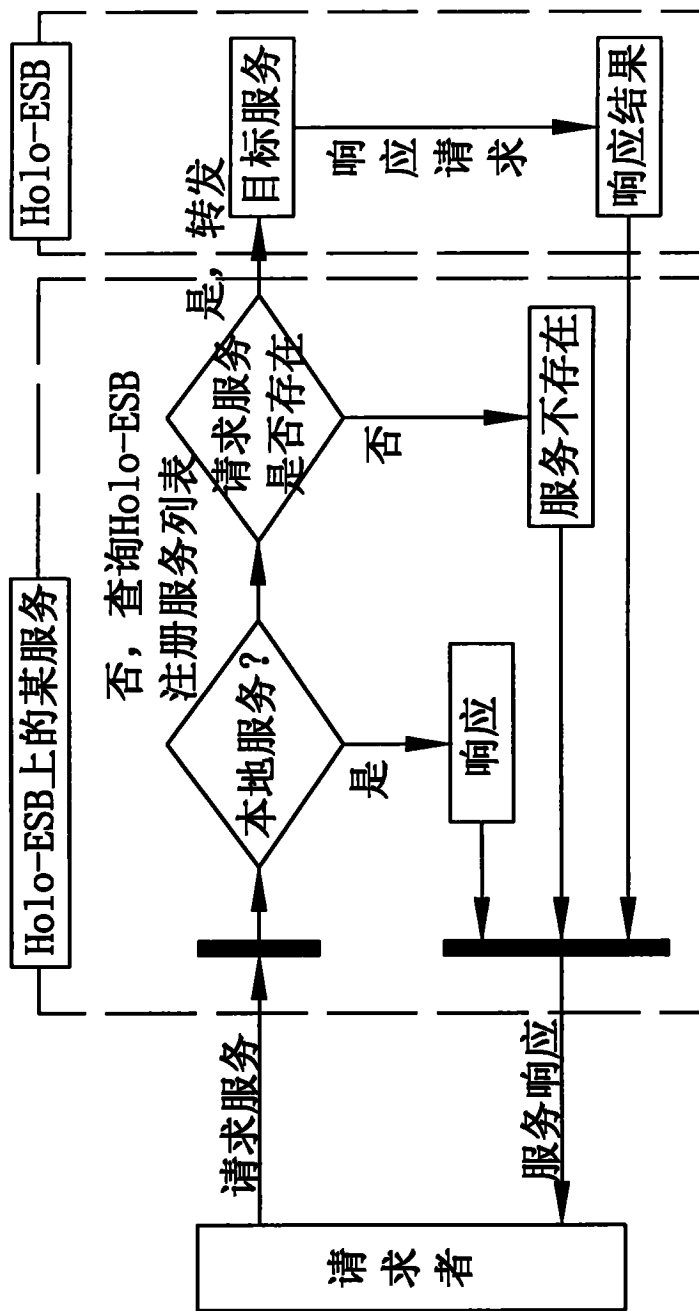 Holo-ESB上的某服务
Holo-ESB
请求者
请求服务
本地服务?
否，查询Holo-ESB
注册服务列表
请求服务
是否存在
是，转发
目标服务
响应请求
是
响应
否
服务不存在
响应结果
服务响应